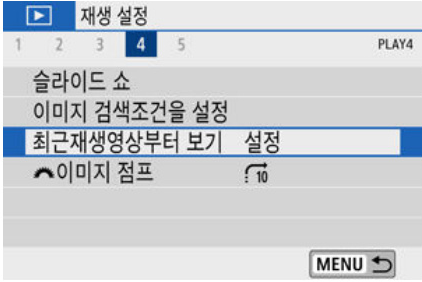 재생 설정
1 2 3 4 5 PLAY4
슬라이드 쇼
이미지 검색조건을 설정
최근재생영상부터 보기 설정
이미지 점프 10
MENU